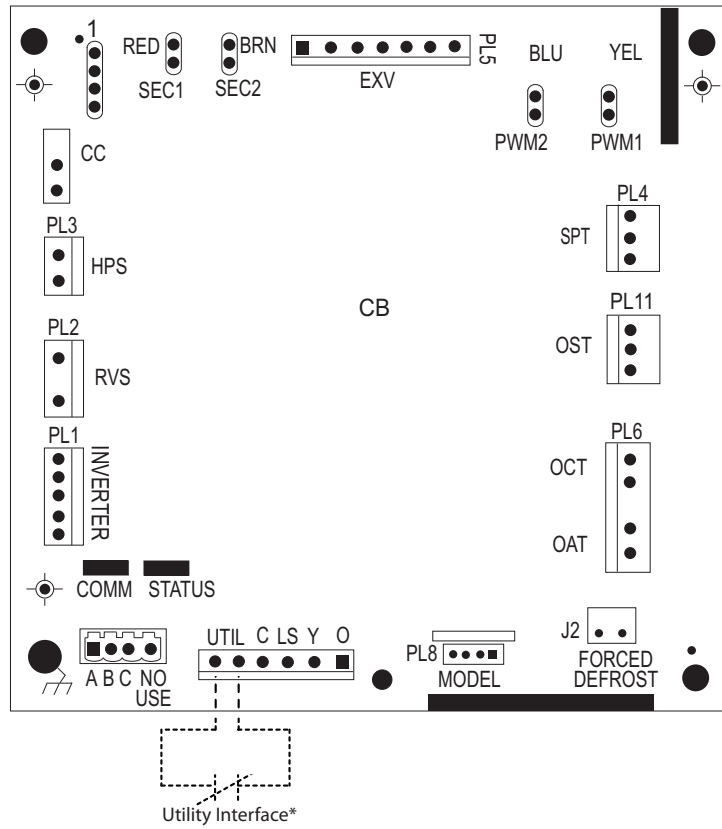 1
RED
BRN
PL5
BLU
YEL
SEC1
SEC2
EXV
PWM2
PWM1
CC
PL4
SPT
PL3
HPS
CB
PL11
OST
PL2
RVS
PL1
INVERTER
PL6
OCT
OAT
COMM
STATUS
UTIL C LS Y O
PL8
J2
A B C NO
USE
MODEL
FORCED
DEFROST
Utility Interface*